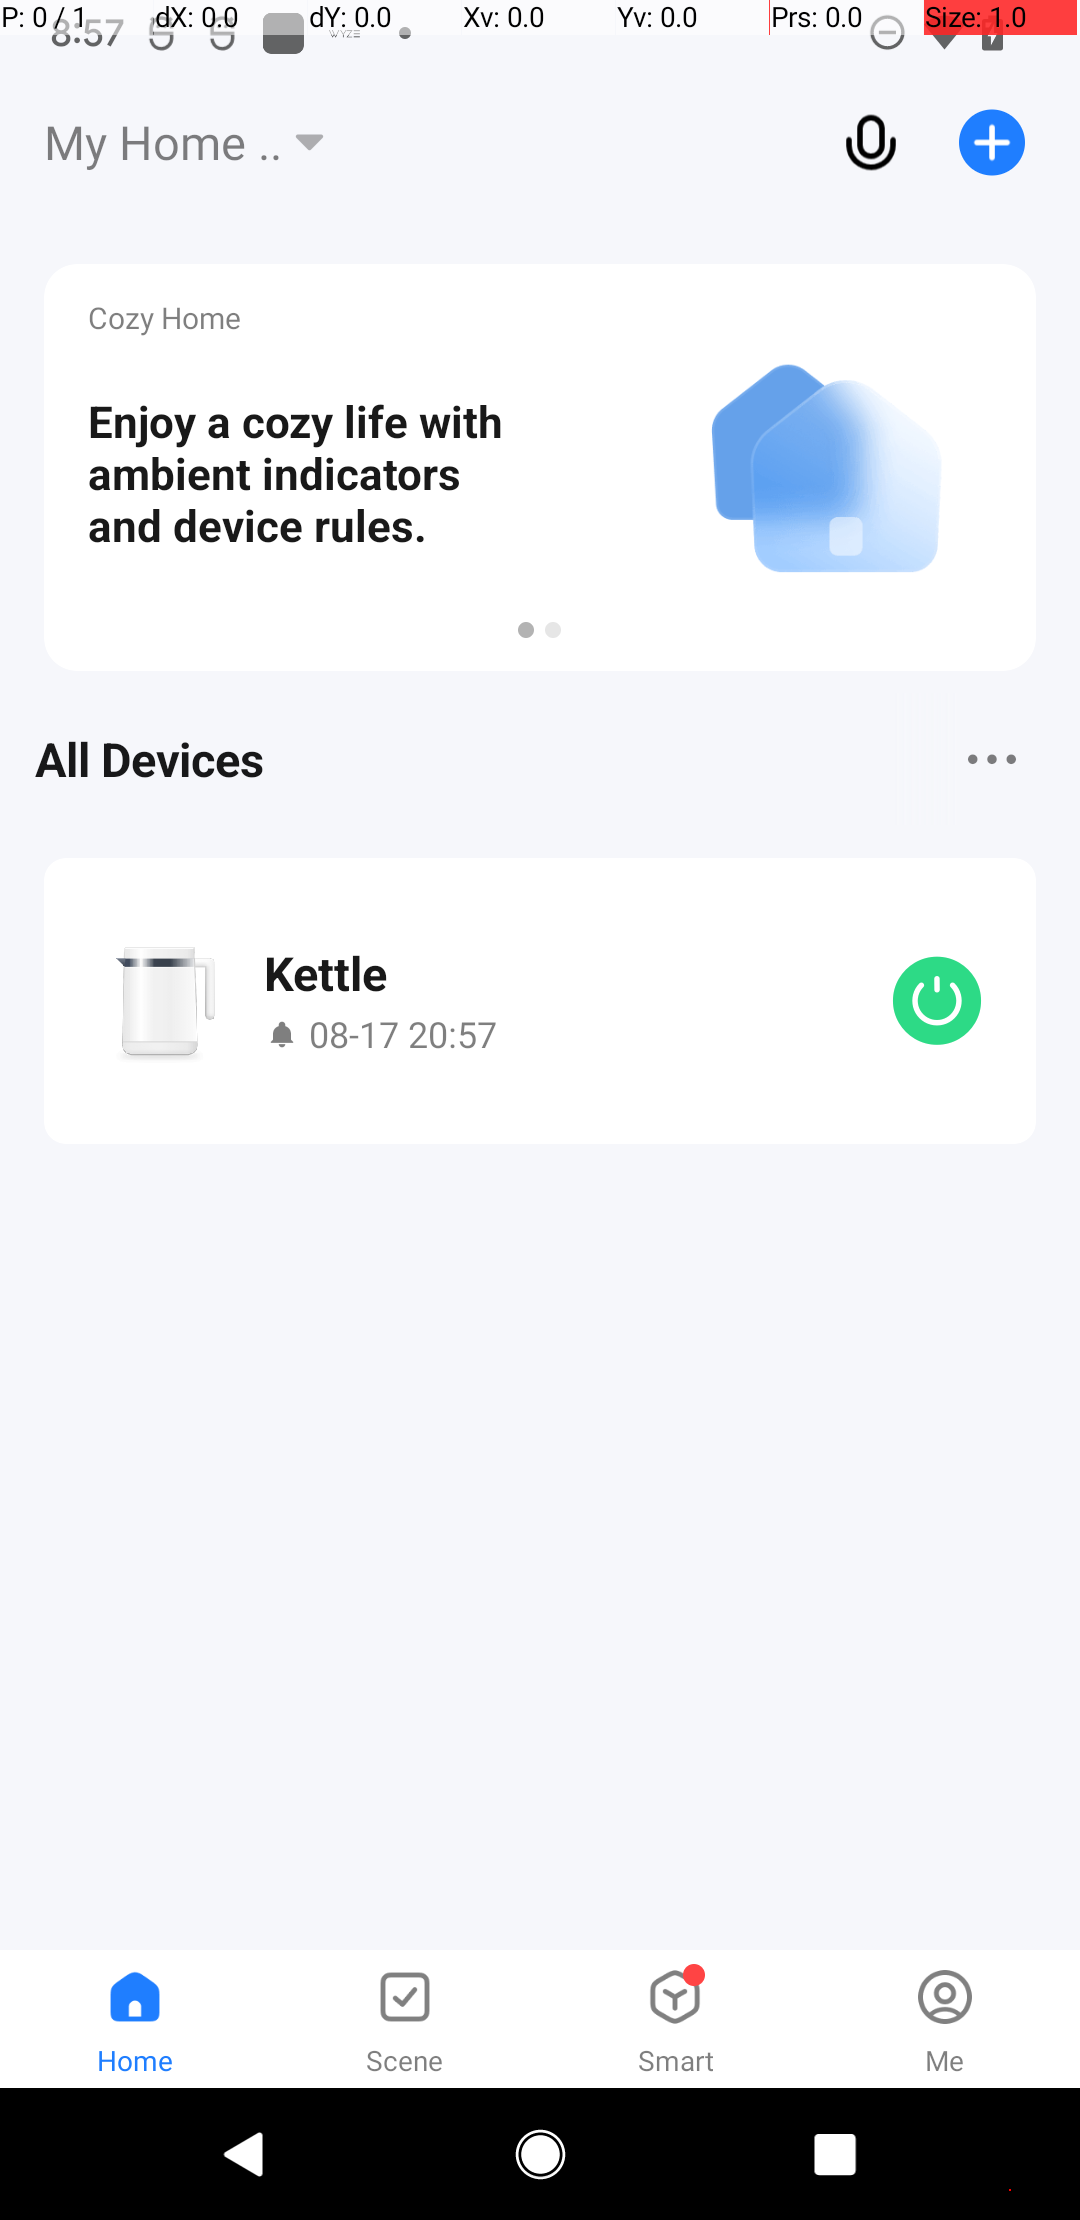 P: 0 / 1 dX: 0.0 dY: 0.0 Xv: 0.0 Yv: 0.0 Prs: 0.0 Size: 1.0
8:57 WYZE
My Home ..
Cozy Home
Enjoy a cozy life with
ambient indicators
and device rules.
All Devices
Kettle
08-17 20:57
Home Scene Smart Me